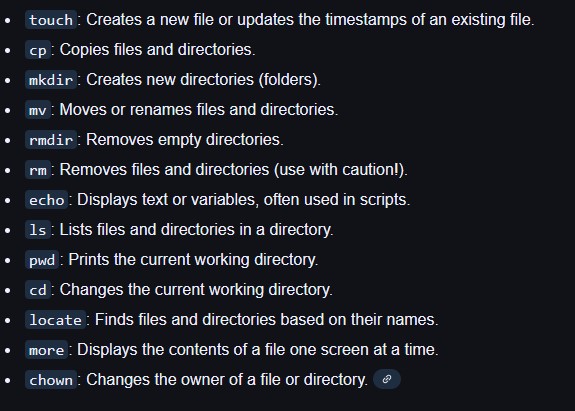 touch: Creates a new file or updates the timestamps of an existing file.
cp: Copies files and directories.
mkdir: Creates new directories (folders).
mv: Moves or renames files and directories.
rmdir: Removes empty directories.
rm: Removes files and directories (use with caution!).
echo: Displays text or variables, often used in scripts.
ls: Lists files and directories in a directory.
pwd: Prints the current working directory.
cd: Changes the current working directory.
locate: Finds files and directories based on their names.
more: Displays the contents of a file one screen at a time.
chown: Changes the owner of a file or directory.